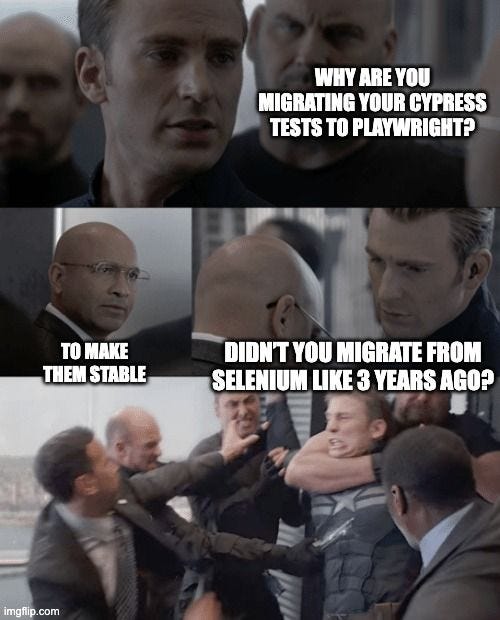 WHY ARE YOU
MIGRATING YOUR CYPRESS
TESTS TO PLAYWRIGHT?
TO MAKE
THEM STABLE
DIDN'T YOU MIGRATE FROM
SELENIUM LIKE 3 YEARS AGO?
imgflip.com